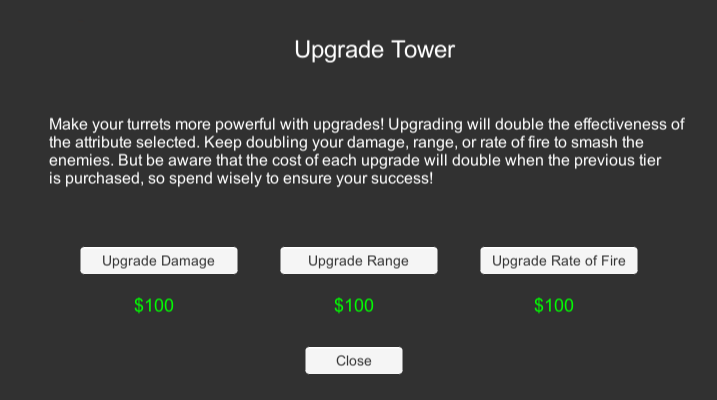 Upgrade Tower
Make your turrets more powerful with upgrades! Upgrading will double the effectiveness of
the attribute selected. Keep doubling your damage, range, or rate of fire to smash the
enemies. But be aware that the cost of each upgrade will double when the previous tier
is purchased, so spend wisely to ensure your success!
Upgrade Damage
Upgrade Range
Upgrade Rate of Fire
$100
$100
$100
Close